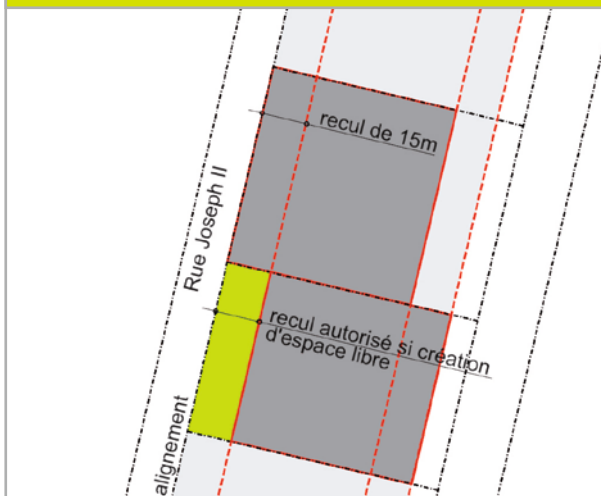 recul de 15m
Rue Joseph II
recul autorisé si création
d'espace libre
alignement